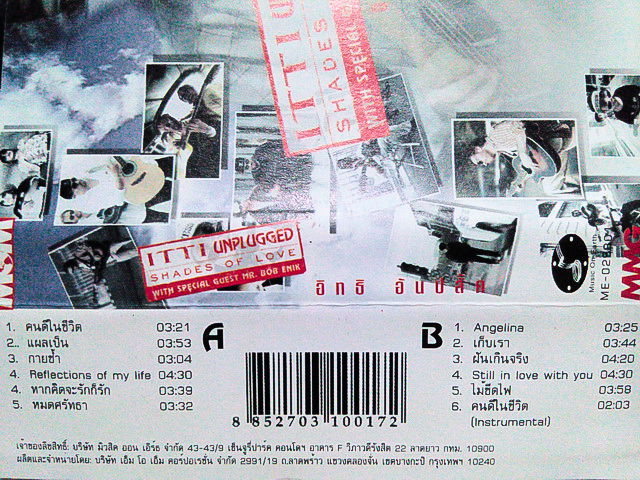 ITTI U
SHADES
WITH SPECIAL
ITTI UNPLUGGED
SHADES OF LOVE
WITH SPECIAL GUEST MR. BOB ENIK
อิทธิ อันปลั๊ก
Music On Earth
MMG
A
1. คนดีในชีวิต 03:21
2.. แผลเป็น 03:53
3. กายช้ำ 03:04
4. Reflections of my life 04:30
4. หากคิดจะรักก็รัก 03:39
5. หมดศรัทธา 03:32
8 852703 100172
B
1. Angelina 03:25
2. เก็บเรา 03:44
3. ฝันเกินจริง 04:20
4. Still in love with you 04:30
5. ไม้ขีดไฟ 03:58
6. คนดีในชีวิต 02:03
(Instrumental)
เจ้าของลิขสิทธิ์: บริษัท มิวสิค ออน เอิร์ธ จำกัด 43-43/9 เซ็นจูรี่ปาร์ค คอนโดฯ อาคาร F วิภาวดีรังสิต 22 ลาดยาว กทม. 10900
ผลิตและจำหน่ายโดย: บริษัท เอ็ม โอ เอ็ม คอร์ปอเรชั่น จำกัด 2991/19 ถ.ลาดพร้าว แขวงคลองจั่น เขตบางกะปิ กรุงเทพฯ 10240